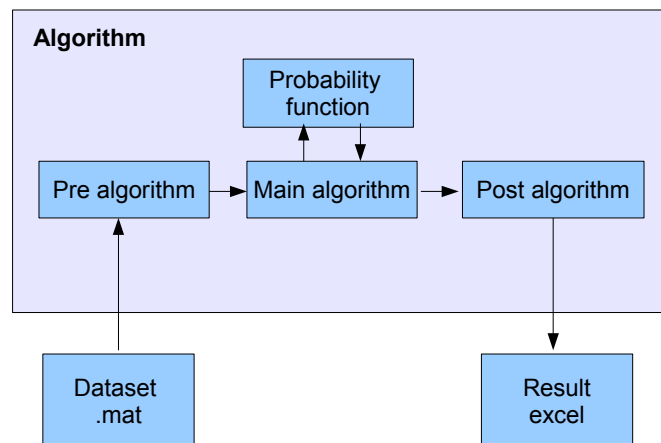 Algorithm
Probability
function
Pre algorithm
Main algorithm
Post algorithm
Dataset
.mat
Result
excel